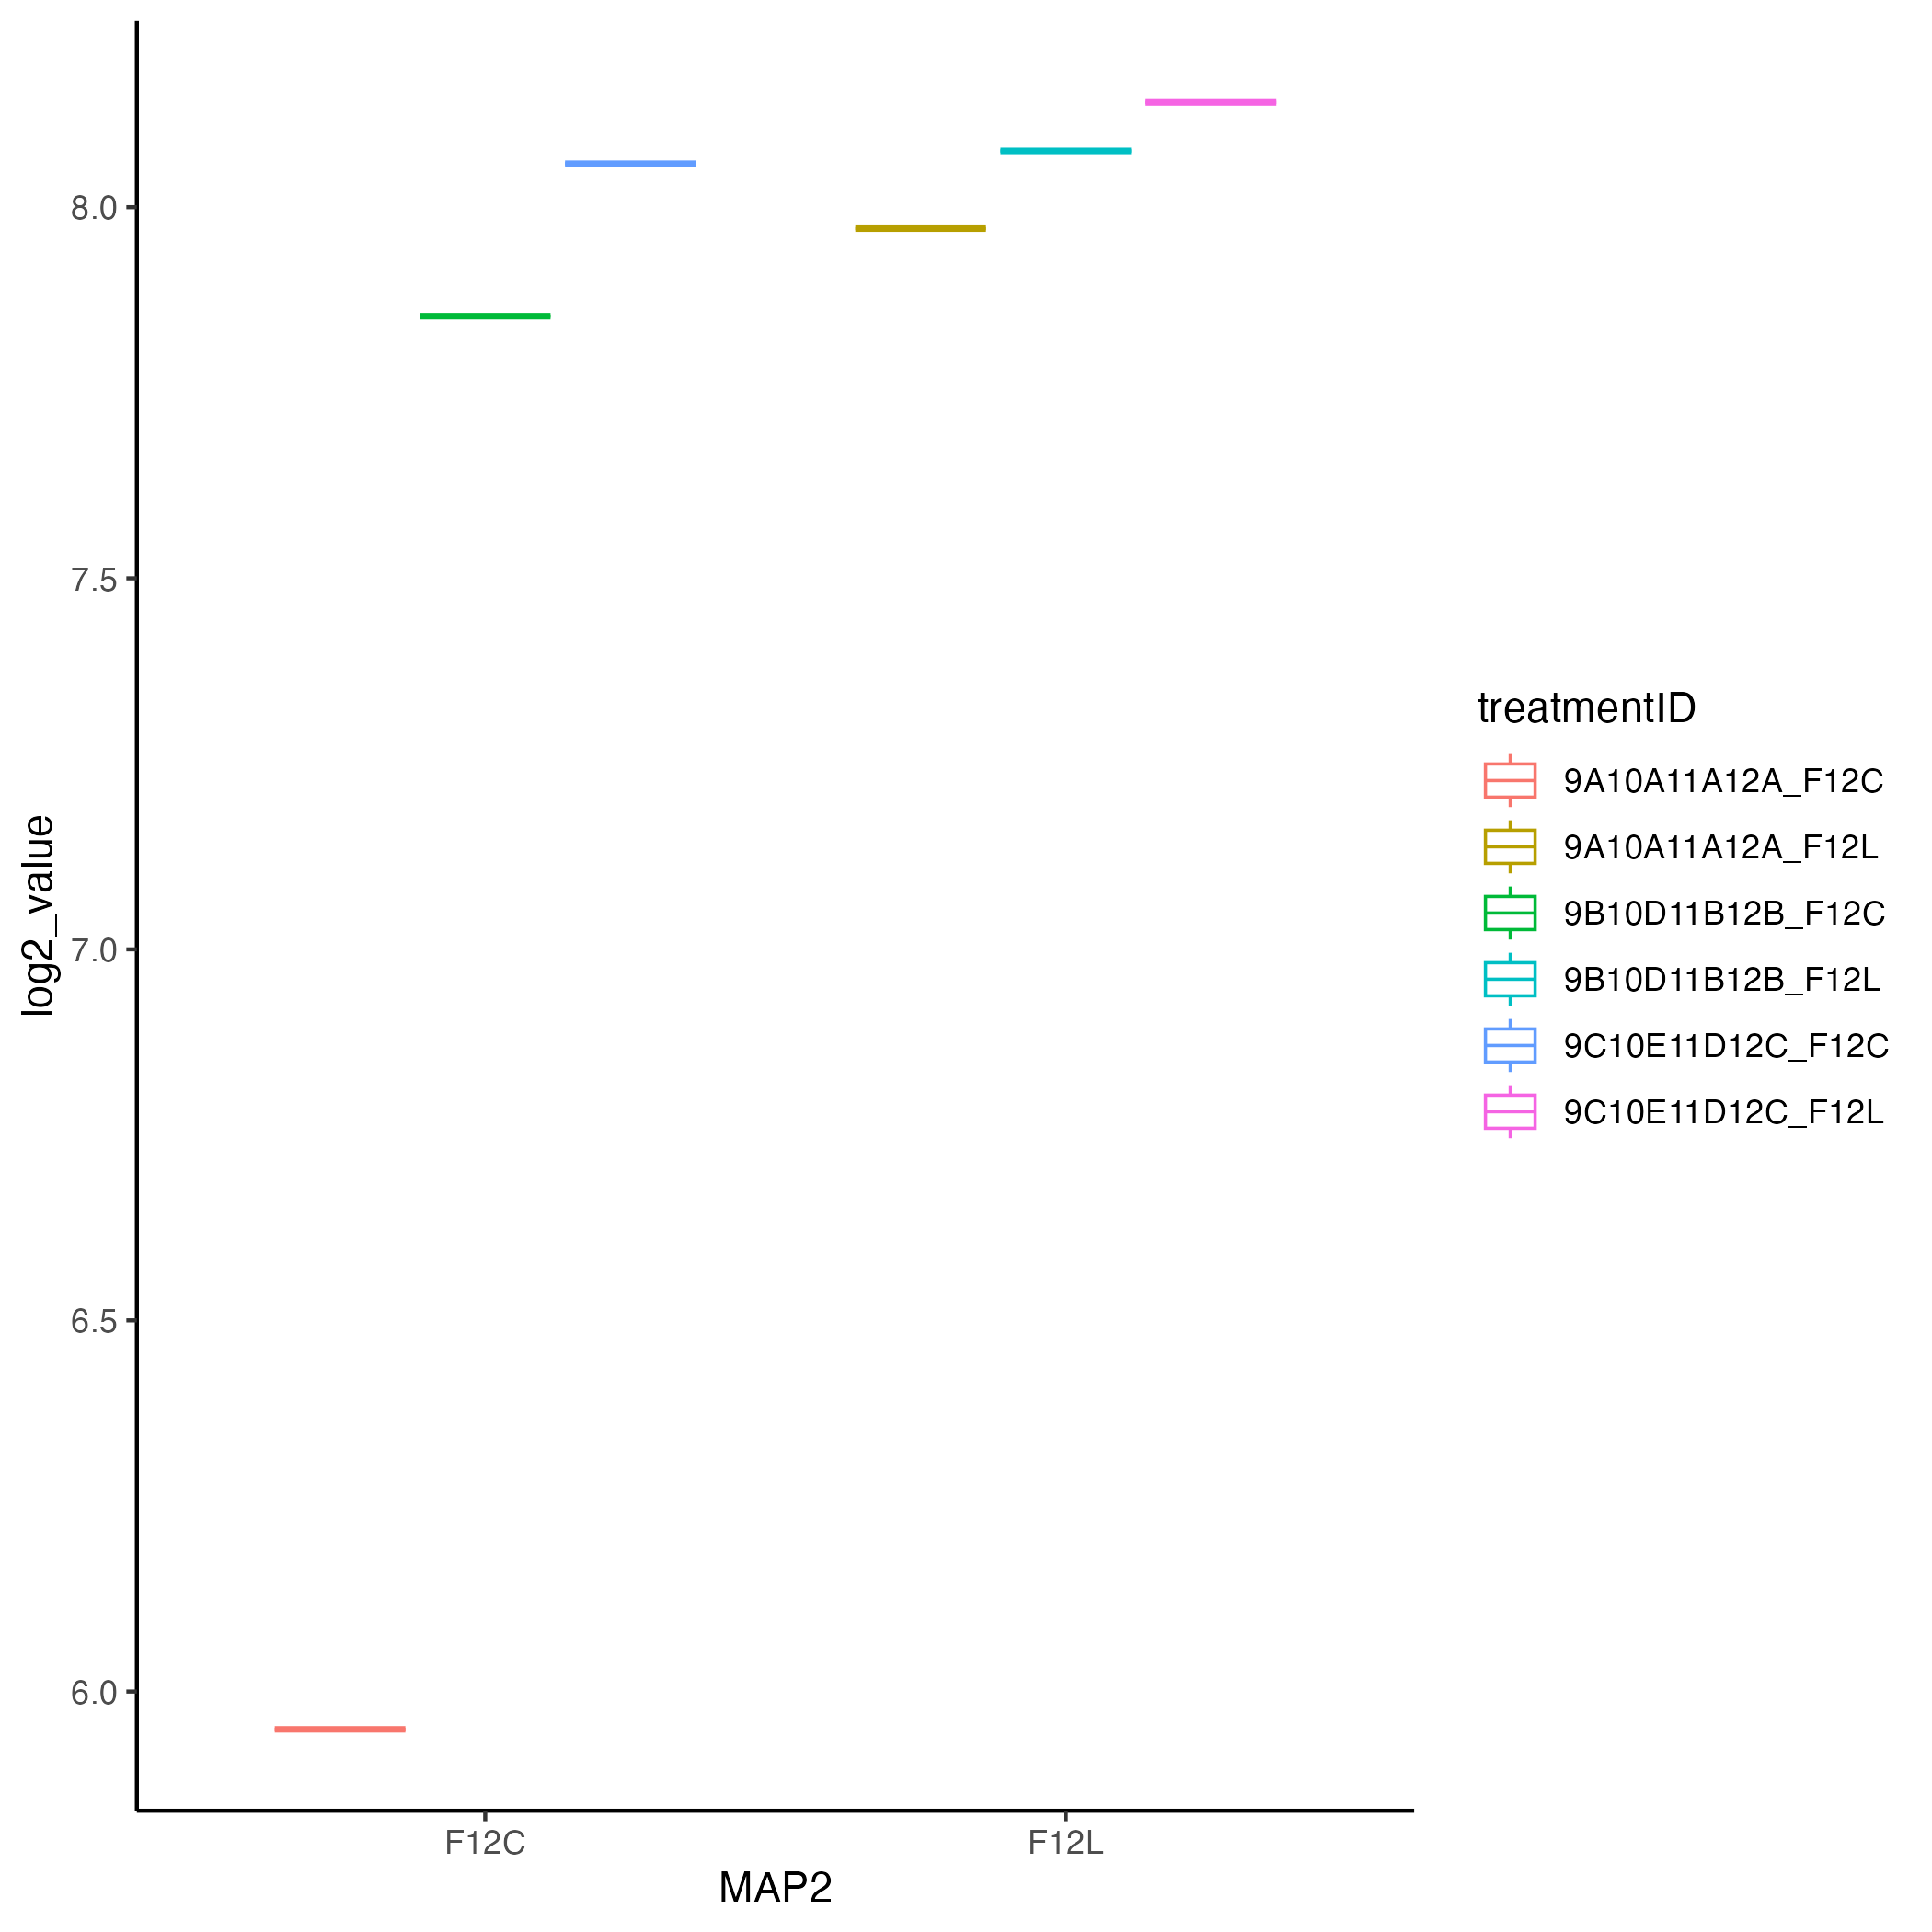 log2_value
8.0
7.5
7.0
6.5
6.0
F12C
F12L
MAP2
treatmentID
9A10A11A12A_F12C
9A10A11A12A_F12L
9B10D11B12B_F12C
9B10D11B12B_F12L
9C10E11D12C_F12C
9C10E11D12C_F12L